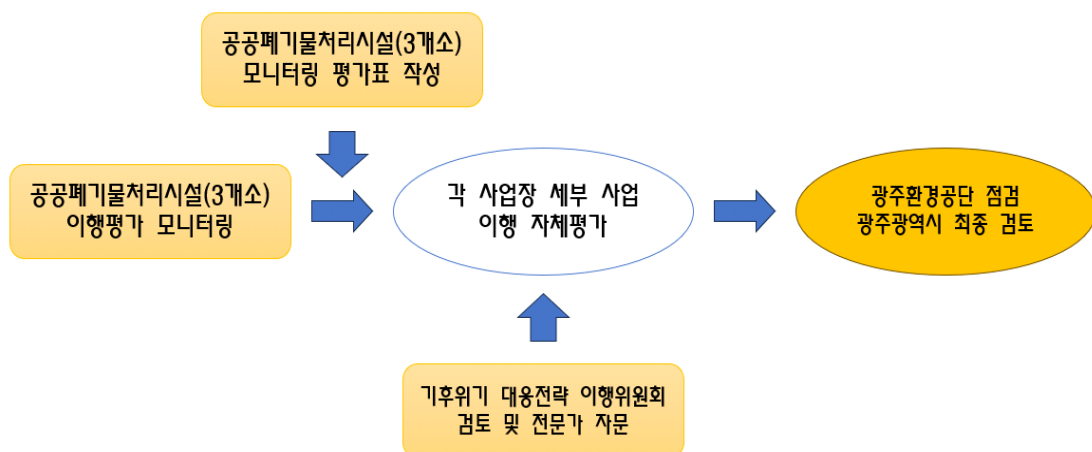 공공폐기물처리시설(3개소)
모니터링 평가표 작성
공공폐기물처리시설(3개소)
이행평가 모니터링
각 사업장 세부 사업
이행 자체평가
광주환경공단 점검
광주광역시 최종 검토
기후위기 대응전략 이행위원회
검토 및 전문가 자문